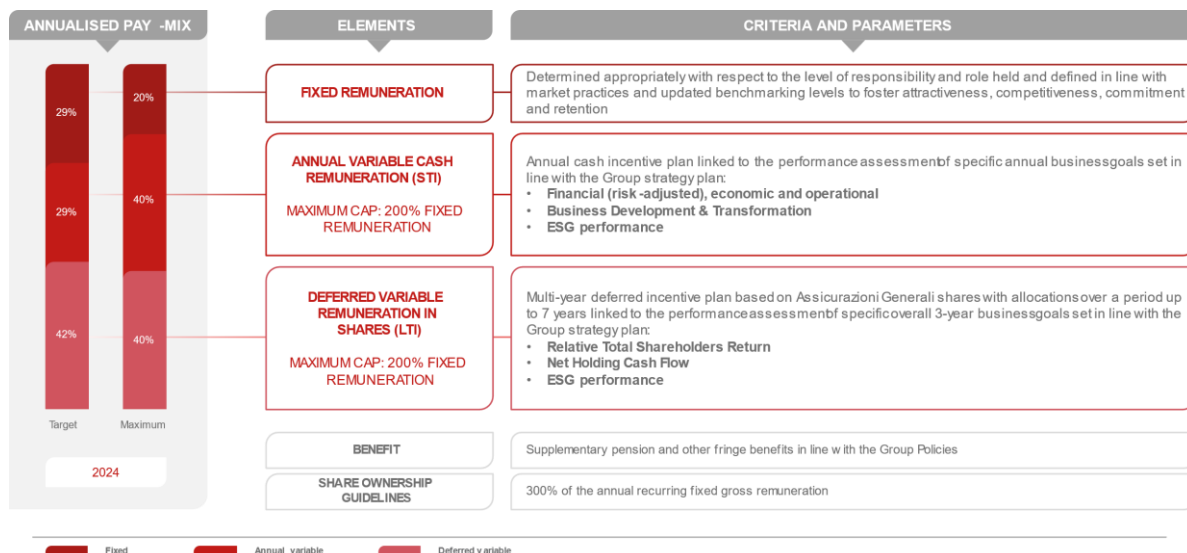 ANNUALISED PAY -MIX
ELEMENTS
CRITERIA AND PARAMETERS
29%
29%
42%
Target
20%
40%
40%
Maximum
2024
FIXED REMUNERATION
Determined appropriately with respect to the level of responsibility and role held and defined in line with
market practices and updated benchmarking levels to foster attractiveness, competitiveness, commitment
and retention
ANNUAL VARIABLE CASH
REMUNERATION (STI)
MAXIMUM CAP: 200% FIXED
REMUNERATION
Annual cash incentive plan linked to the performance assessmentof specific annual businessgoals set in
line with the Group strategy plan:
• Financial (risk -adjusted), economic and operational
• Business Development & Transformation
• ESG performance
DEFERRED VARIABLE
REMUNERATION IN
SHARES (LTI)
MAXIMUM CAP: 200% FIXED
REMUNERATION
Multi-year deferred incentive plan based on Assicurazioni Generali shares with allocations over a period up
to 7 years linked to the performance assessmentof specific overall 3-year businessgoals set in line with the
Group strategy plan:
• Relative Total Shareholders Return
• Net Holding Cash Flow
• ESG performance
BENEFIT
Supplementary pension and other fringe benefits in line with the Group Policies
SHARE OWNERSHIP
GUIDELINES
300% of the annual recurring fixed gross remuneration
Fixed
Annual variable
Deferred variable